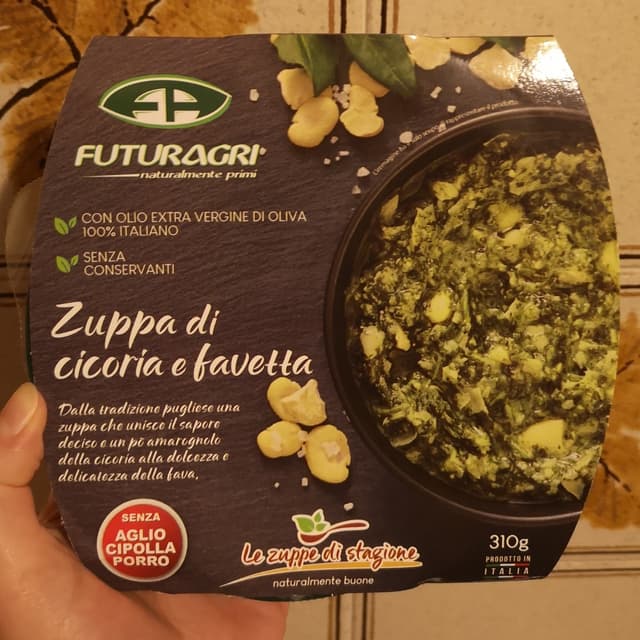 FUTURAGRI®
naturalmente primi
CON OLIO EXTRA VERGINE DI OLIVA
100% ITALIANO
SENZA
CONSERVANTI
Zuppa di
cicoria e favetta
Dalla tradizione pugliese una
zuppa che unisce il sapore
deciso e un pò amarognolo
della cicoria alla dolcezza e
delicatezza della fava.
SENZA
AGLIO
CIPOLLA
PORRO
Le zuppe di stagione
naturalmente buone
310g
PRODOTTO IN
ITALIA